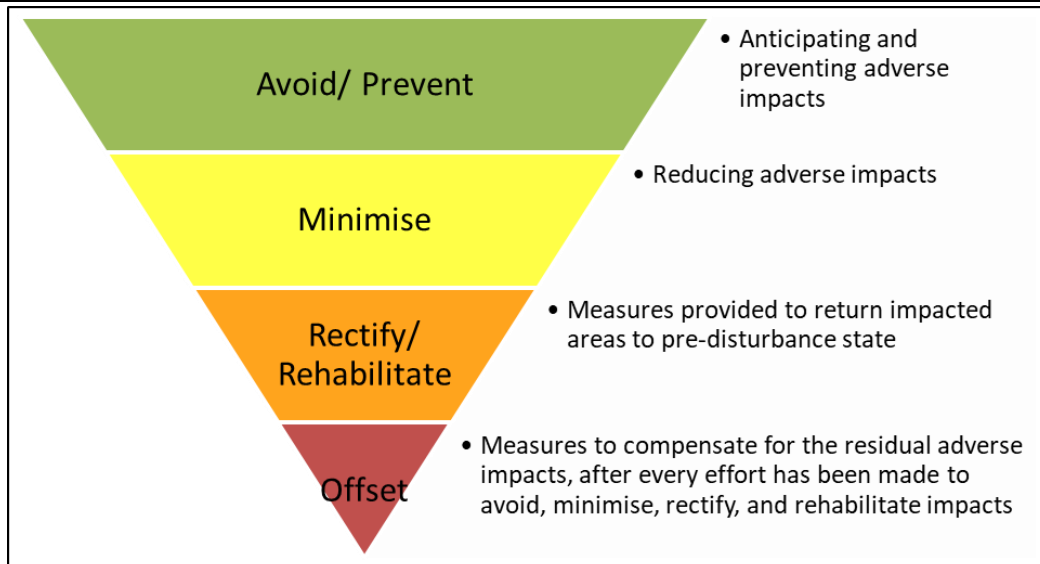 Avoid/ Prevent
• Anticipating and
preventing adverse
impacts
Minimise
• Reducing adverse impacts
Rectify/
Rehabilitate
• Measures provided to return impacted
areas to pre-disturbance state
Offset
• Measures to compensate for the residual adverse
impacts, after every effort has been made to
avoid, minimise, rectify, and rehabilitate impacts